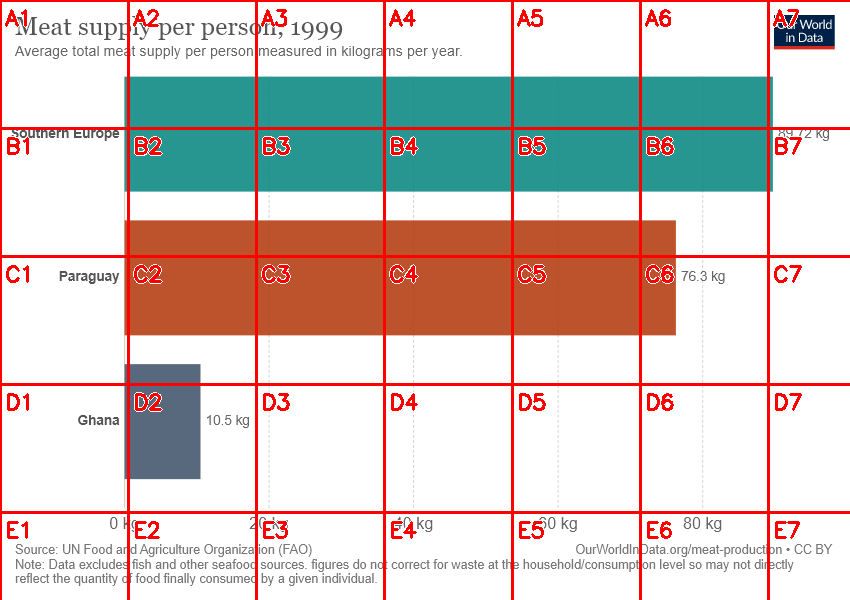 Meat supply per person, 1999
Our World
in Data
Average total meat supply per person measured in kilograms per year.
Southern Europe
89.72 kg
Paraguay
76.3 kg
Ghana
10.5 kg
0 kg
20 kg
40 kg
60 kg
80 kg
Source: UN Food and Agriculture Organization (FAO)
OurWorldInData.org/meat-production • CC BY
Note: Data excludes fish and other seafood sources. figures do not correct for waste at the household/consumption level so may not directly
reflect the quantity of food finally consumed by a given individual.
A1 A2 A3 A4 A5 A6 A7
B1 B2 B3 B4 B5 B6 B7
C1 C2 C3 C4 C5 C6 C7
D1 D2 D3 D4 D5 D6 D7
E1 E2 E3 E4 E5 E6 E7